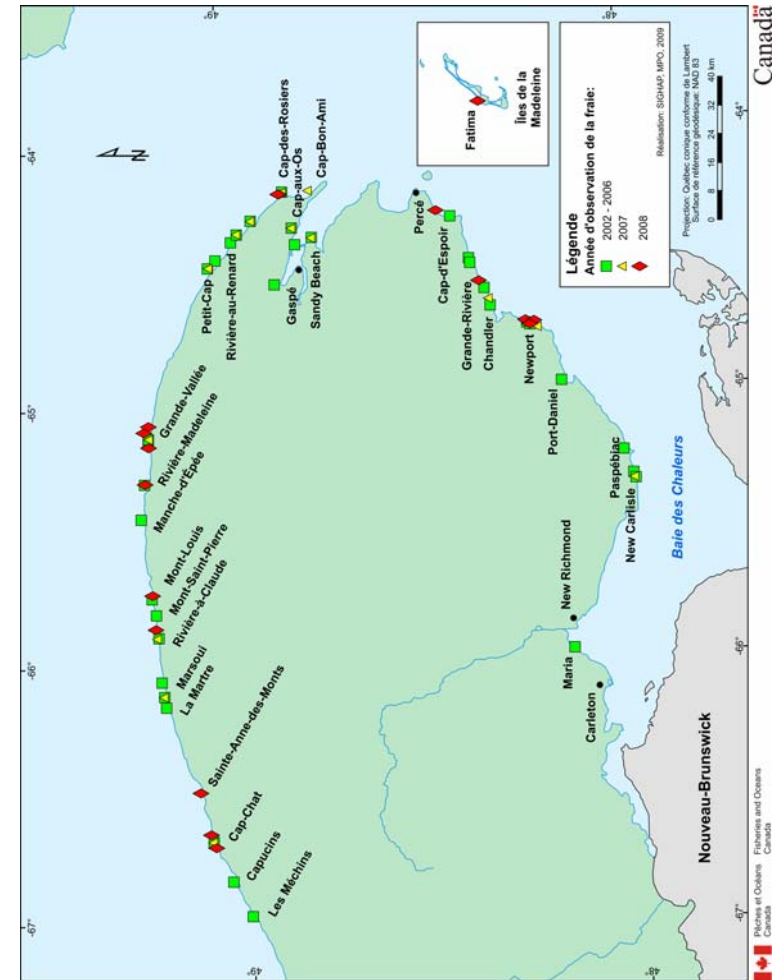 -67°
-66°
-65°
-64°
49°
49°
48°
48°
-67°
-66°
-65°
-64°
Les Méchins
Capucins
Cap-Chat
Sainte-Anne-des-Monts
La Martre
Marsoui
Rivière-à-Claude
Mont-Saint-Pierre
Mont-Louis
Manche-d'Épée
Rivière-Madeleine
Grande-Vallée
Petit-Cap
Rivière-au-Renard
Cap-des-Rosiers
Cap-aux-Os
Cap-Bon-Ami
Gaspé
Sandy Beach
Percé
Cap-d'Espoir
Grande-Rivière
Chandler
Newport
Port-Daniel
Paspébiac
New Carlisle
New Richmond
Maria
Carleton
Baie des Chaleurs
Nouveau-Brunswick
N
Fatima
Îles de la
Madeleine
Légende
Année d'observation de la fraie:
2002 - 2006
2007
2008
Réalisation: SIGHAP, MPO, 2009
Projection: Québec conique conforme de Lambert
Surface de référence géodésique: NAD 83
0 8 16 24 32 40 km
Pêches et Océans
Canada
Fisheries and Oceans
Canada
Canada